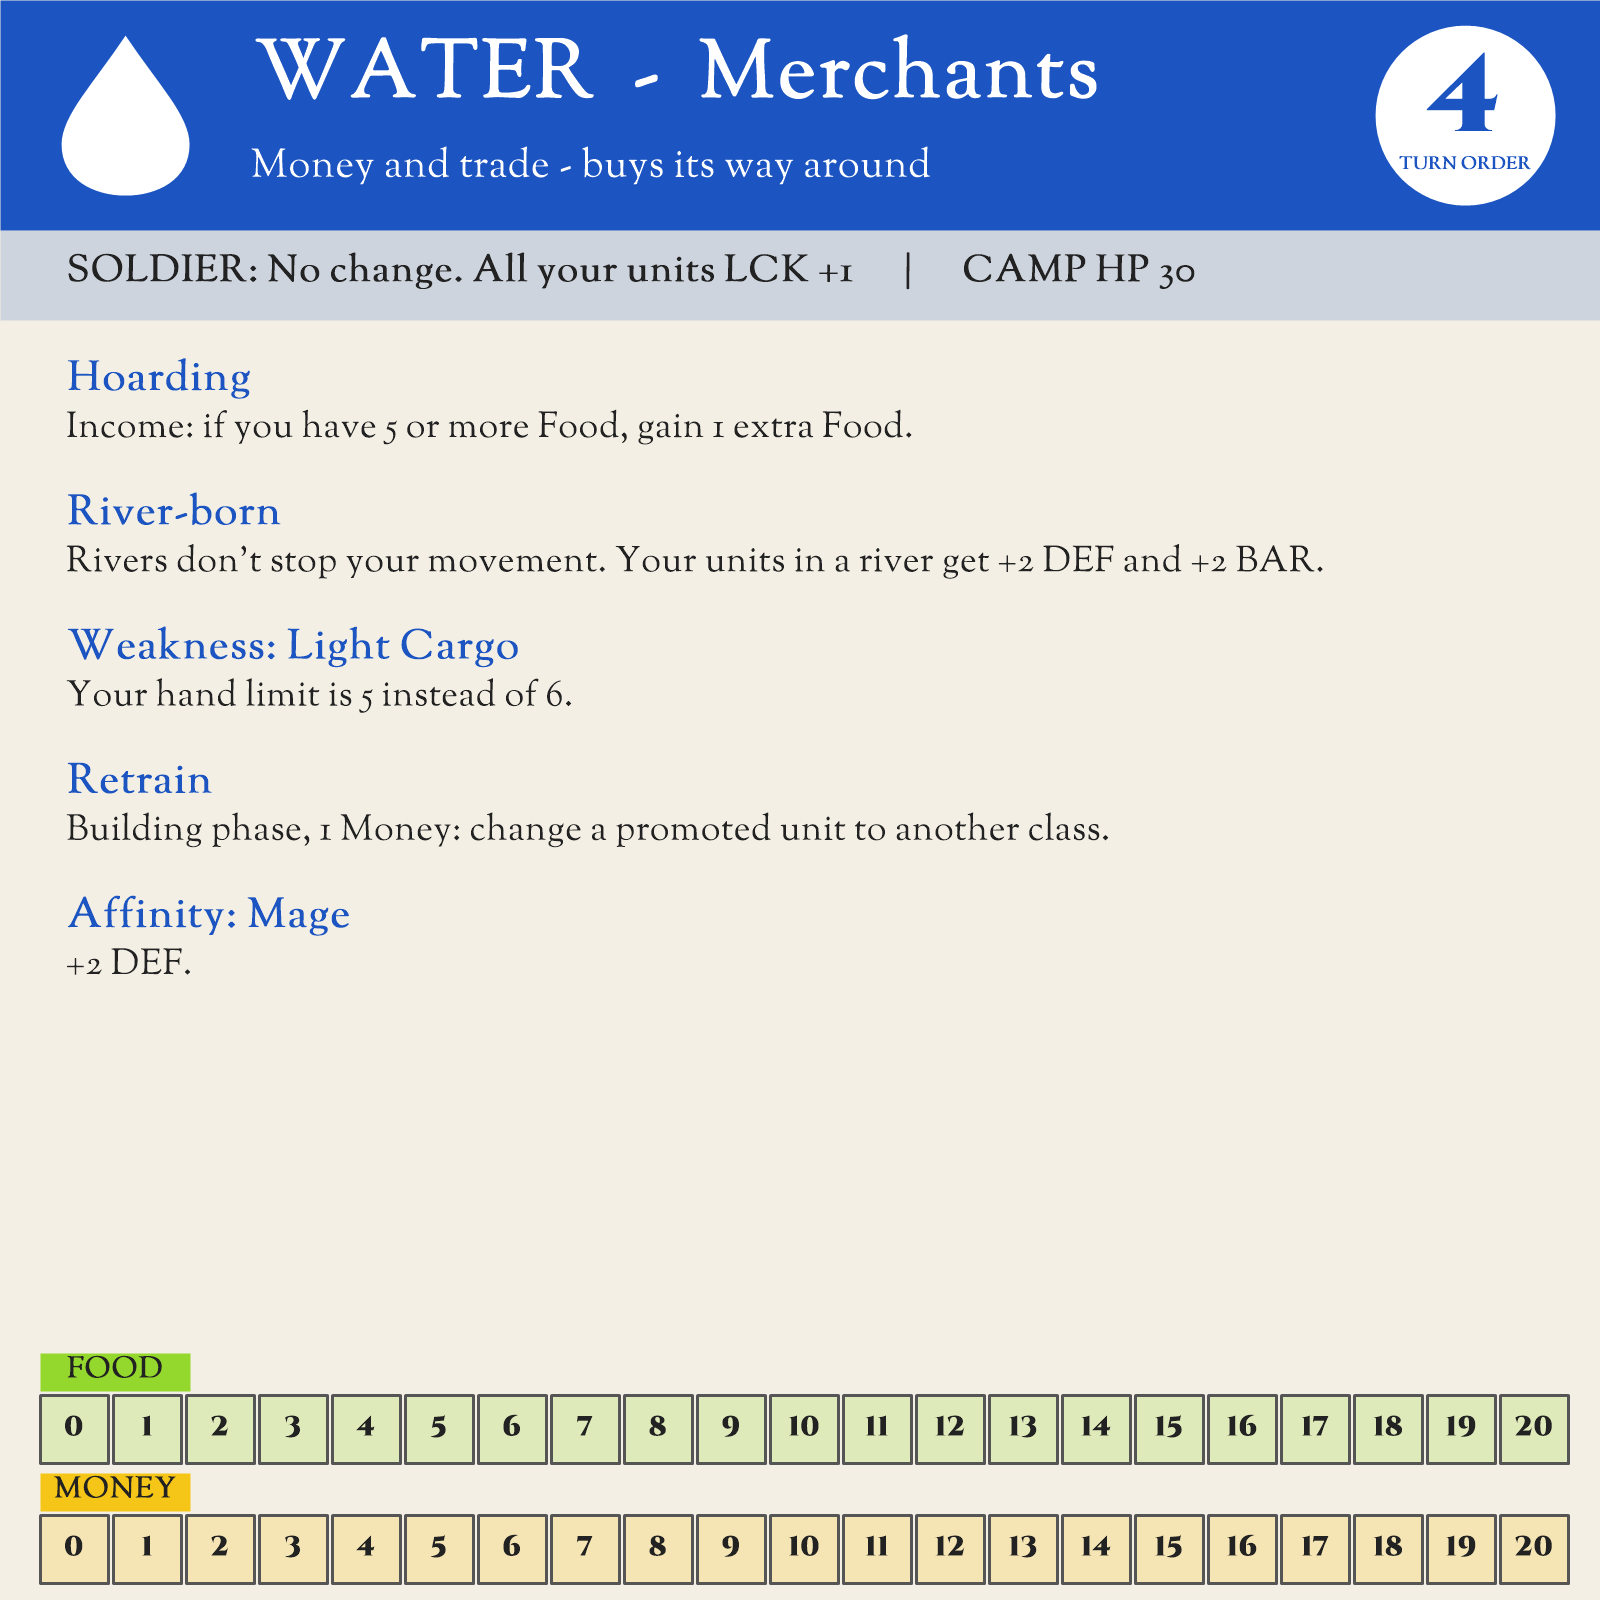 WATER - Merchants
Money and trade - buys its way around
4
TURN ORDER
SOLDIER: No change. All your units LCK +1 | CAMP HP 30
Hoarding
Income: if you have 5 or more Food, gain 1 extra Food.
River-born
Rivers don’t stop your movement. Your units in a river get +2 DEF and +2 BAR.
Weakness: Light Cargo
Your hand limit is 5 instead of 6.
Retrain
Building phase, 1 Money: change a promoted unit to another class.
Affinity: Mage
+2 DEF.
FOOD
0 1 2 3 4 5 6 7 8 9 10 11 12 13 14 15 16 17 18 19 20
MONEY
0 1 2 3 4 5 6 7 8 9 10 11 12 13 14 15 16 17 18 19 20